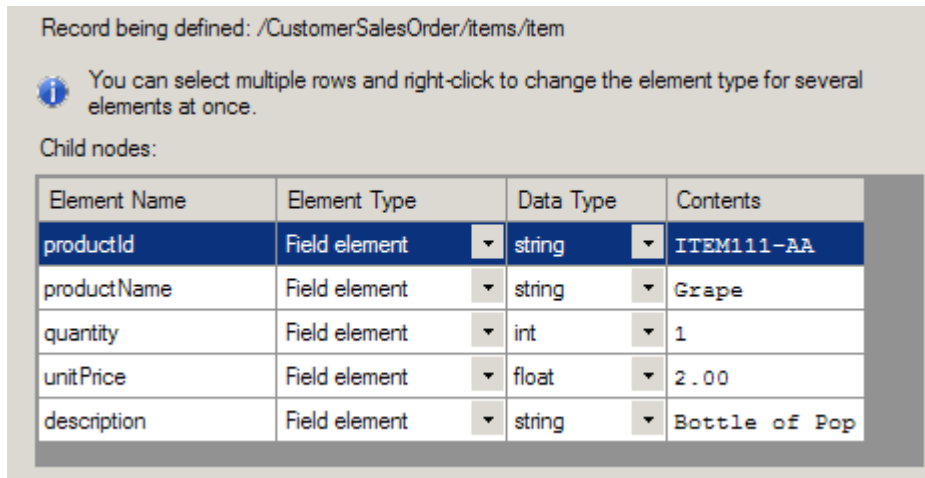 Record being defined: /CustomerSalesOrder/items/item
You can select multiple rows and right-click to change the element type for several
elements at once.
Child nodes:
Element Name Element Type Data Type Contents
productId Field element string ITEM111-AA
productName Field element string Grape
quantity Field element int 1
unitPrice Field element float 2.00
description Field element string Bottle of Pop